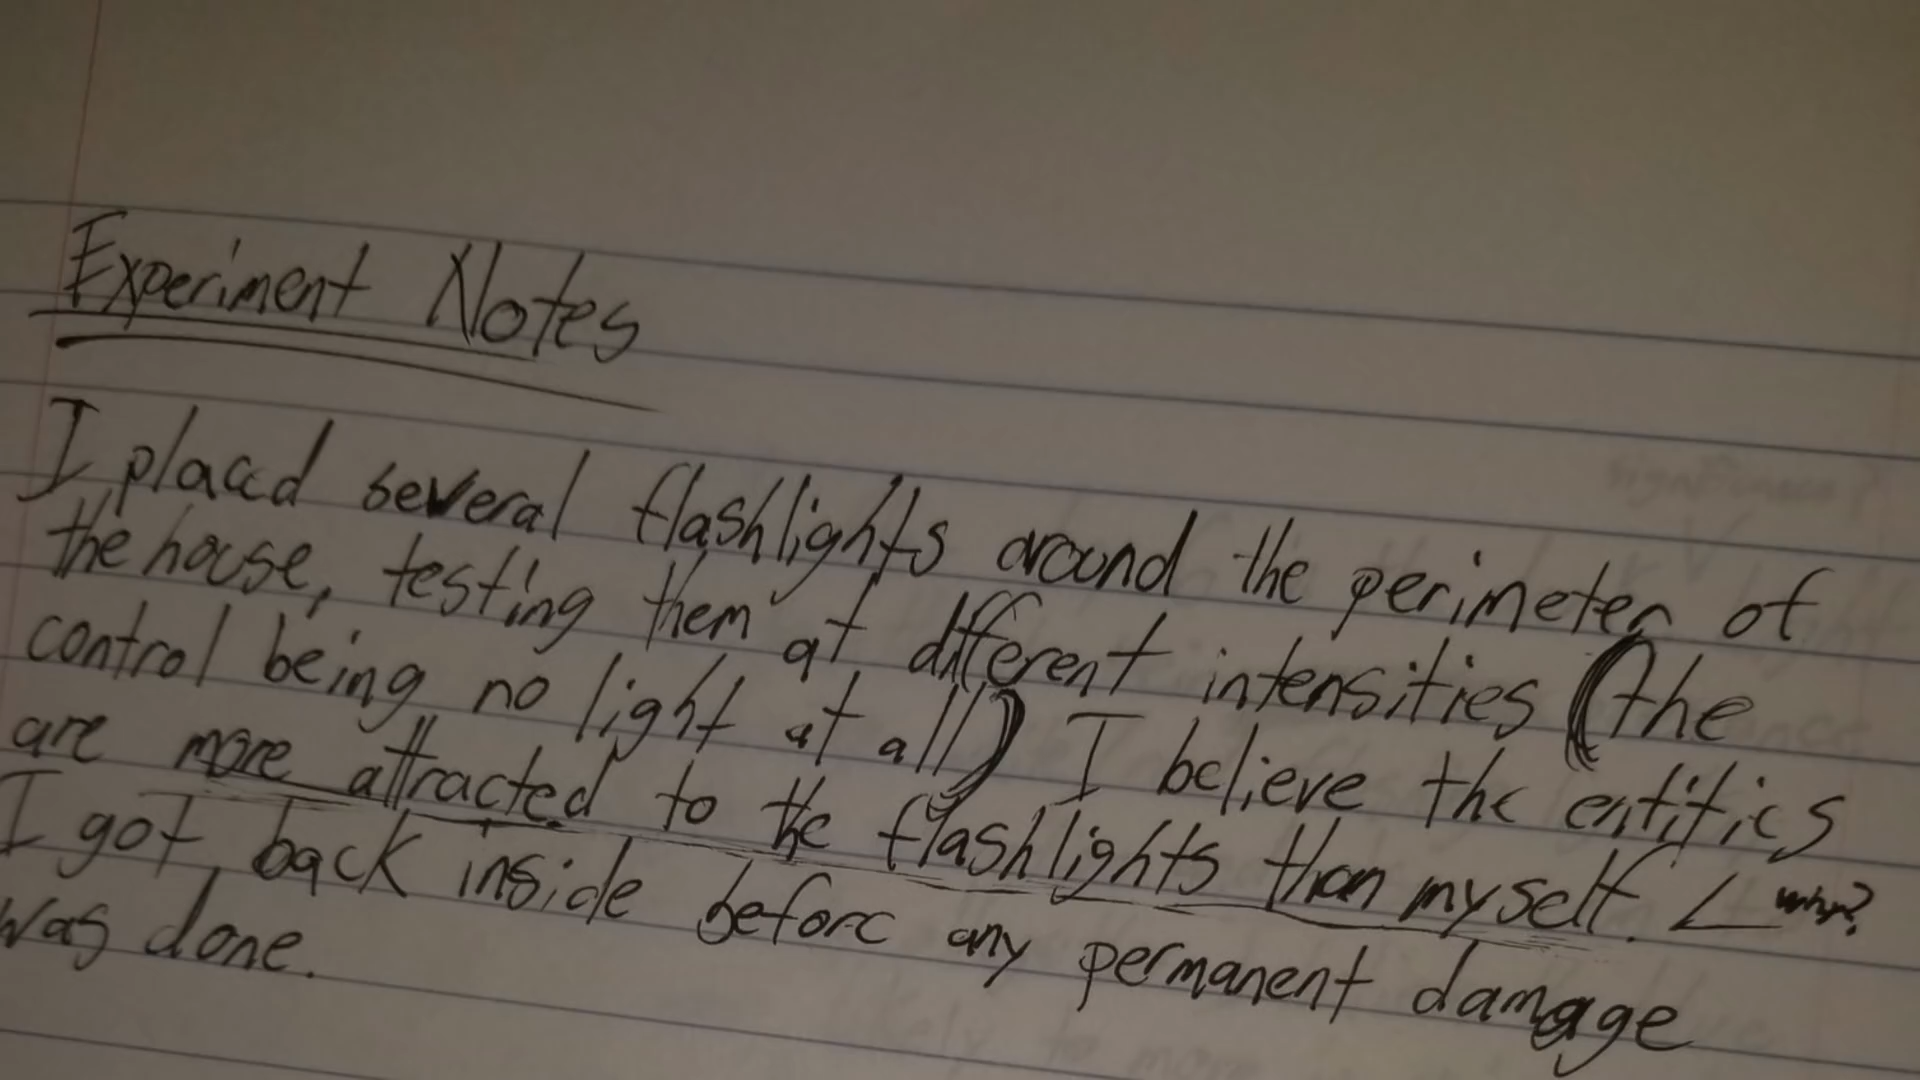 Experiment Notes
I placed several flashlights around the perimeter of
the house, testing them at different intensities (the
control being no light at all) I believe the entities
are more attracted to the flashlights than myself. ∠ why?
I got back inside before any permanent damage
was done.